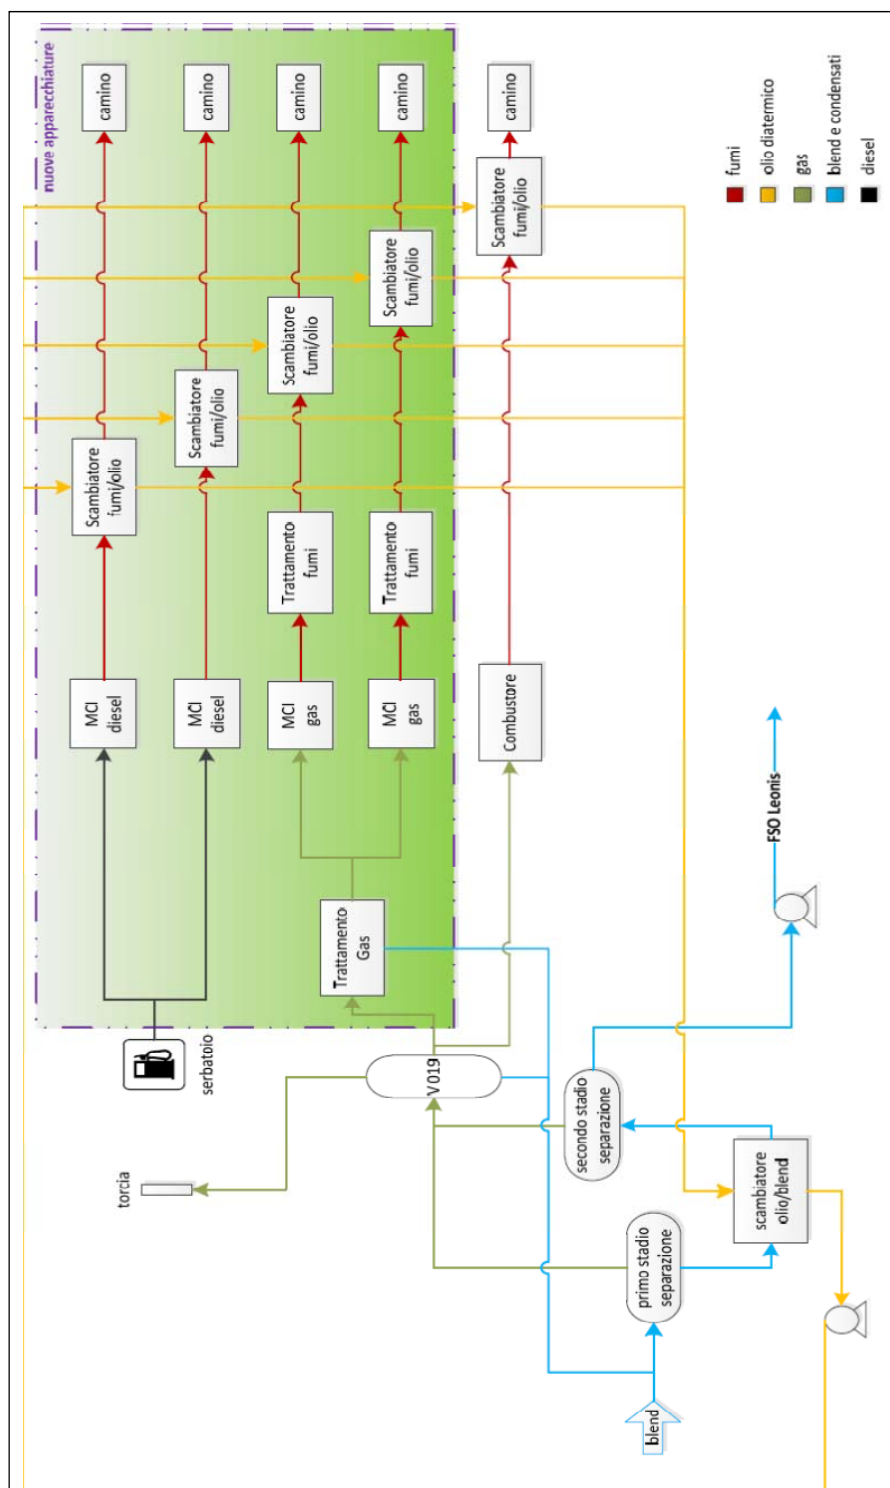 nuove apparecchiature
torcia
MCI
diesel
Scambiatore
fumi/olio
camino
serbatoio
MCI
diesel
Scambiatore
fumi/olio
camino
MCI
gas
Trattamento
fumi
Scambiatore
fumi/olio
camino
Trattamento
Gas
MCI
gas
Trattamento
fumi
Scambiatore
fumi/olio
camino
V 019
Combustore
Scambiatore
fumi/olio
camino
secondo stadio
separazione
blend
primo stadio
separazione
scambiatore
olio/blend
FSO Leonis
fumi
olio diatermico
gas
blend e condensati
diesel